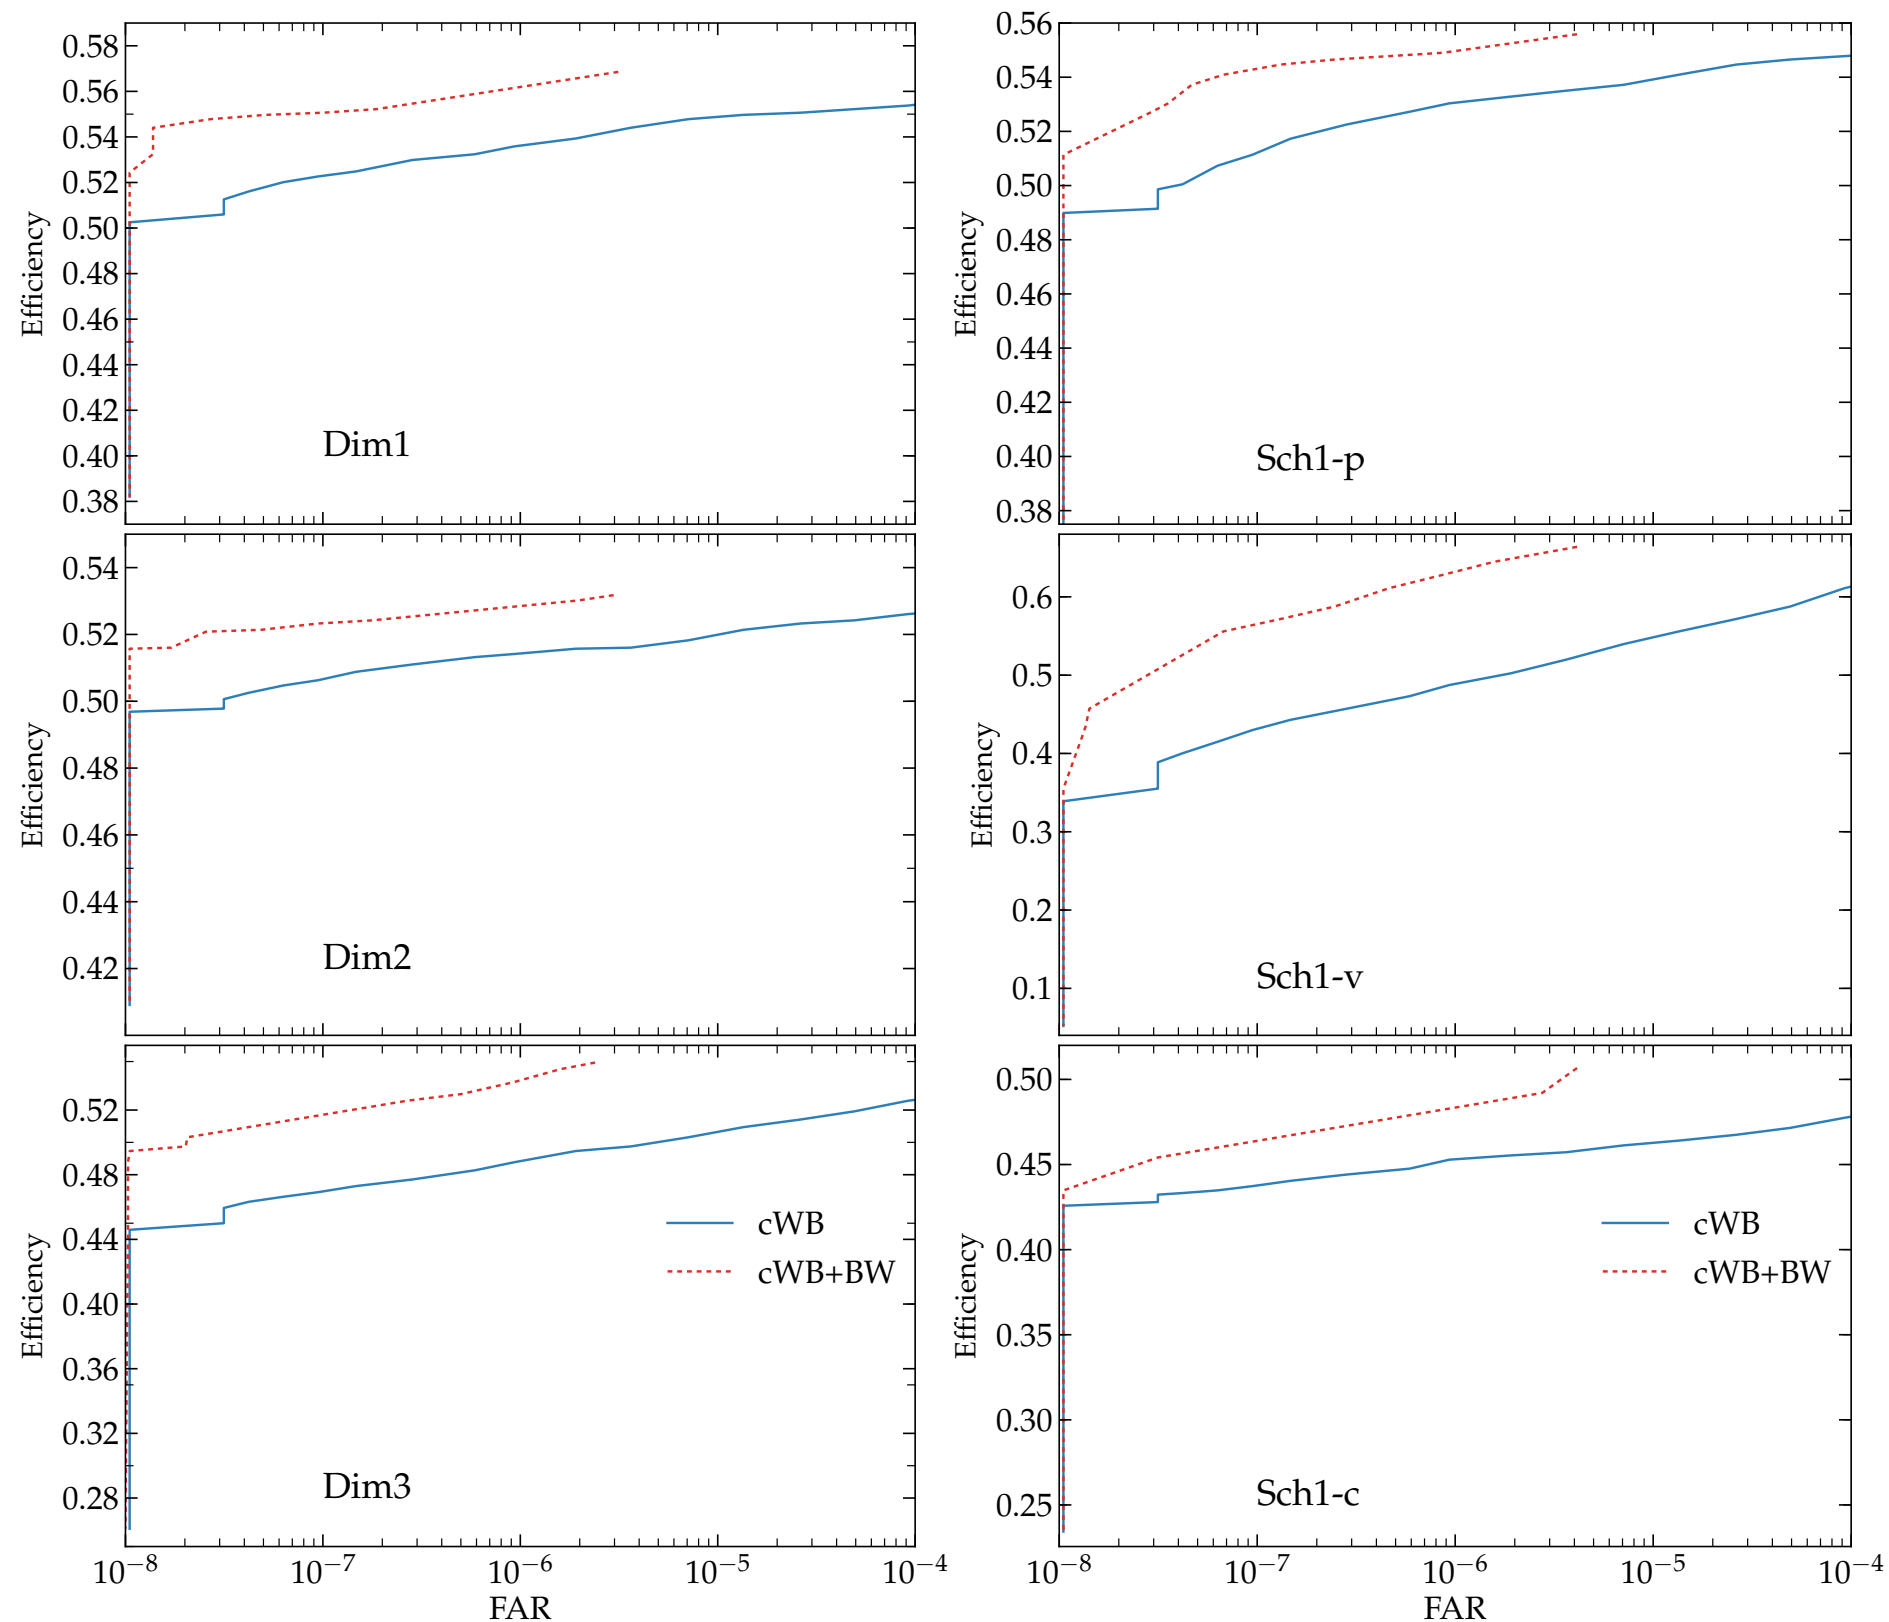 0.58
0.56
0.54
0.52
0.50
0.48
0.46
0.44
0.42
0.40
0.38
Efficiency
Dim1
0.56
0.54
0.52
0.50
0.48
0.46
0.44
0.42
0.40
0.38
Efficiency
Sch1-p
0.54
0.52
0.50
0.48
0.46
0.44
0.42
Efficiency
Dim2
0.6
0.5
0.4
0.3
0.2
0.1
Efficiency
Sch1-v
0.52
0.48
0.44
0.40
0.36
0.32
0.28
Efficiency
cWB
cWB+BW
Dim3
10⁻⁸ 10⁻⁷ 10⁻⁶ 10⁻⁵ 10⁻⁴
FAR
0.50
0.45
0.40
0.35
0.30
0.25
Efficiency
cWB
cWB+BW
Sch1-c
10⁻⁸ 10⁻⁷ 10⁻⁶ 10⁻⁵ 10⁻⁴
FAR